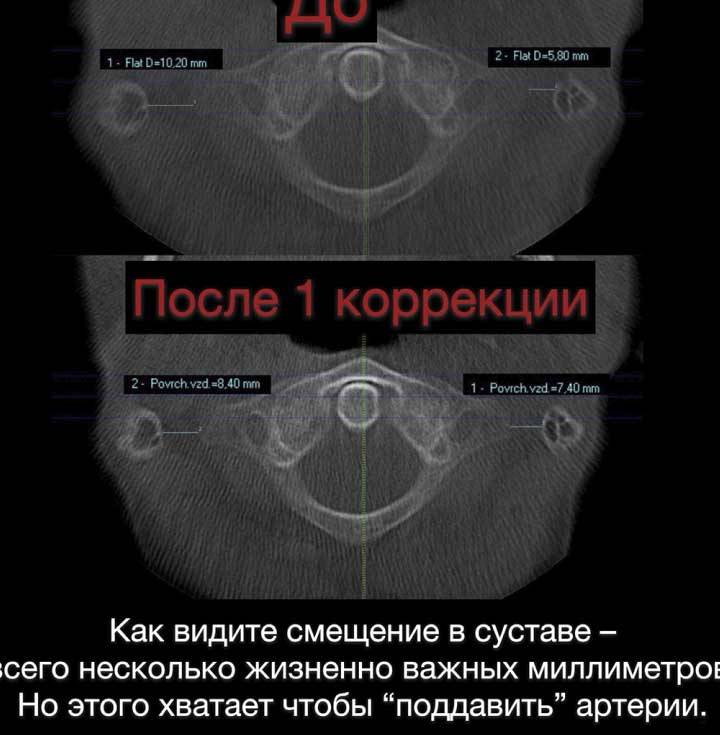 До
1 - Flat D=10,20 mm
2 - Flat D=5,80 mm
После 1 коррекции
2 - Povrch.vzd.=8,40 mm
1 - Povrch.vzd.=7,40 mm
Как видите смещение в суставе –
всего несколько жизненно важных миллиметров
Но этого хватает чтобы “поддавить” артерии.